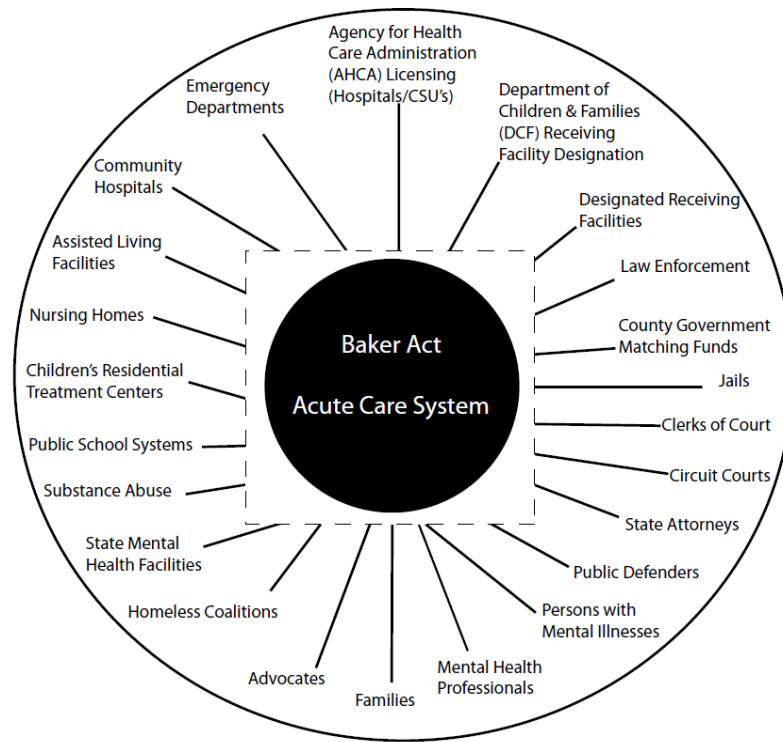 Agency for Health
Care Administration
(AHCA) Licensing
(Hospitals/CSU's)
Department of
Children & Families
(DCF) Receiving
Facility Designation
Designated Receiving
Facilities
Law Enforcement
County Government
Matching Funds
Jails
Clerks of Court
Circuit Courts
State Attorneys
Public Defenders
Persons with
Mental Illnesses
Mental Health
Professionals
Families
Advocates
Homeless Coalitions
State Mental
Health Facilities
Substance Abuse
Public School Systems
Children's Residential
Treatment Centers
Nursing Homes
Assisted Living
Facilities
Community
Hospitals
Emergency
Departments
Baker Act
Acute Care System